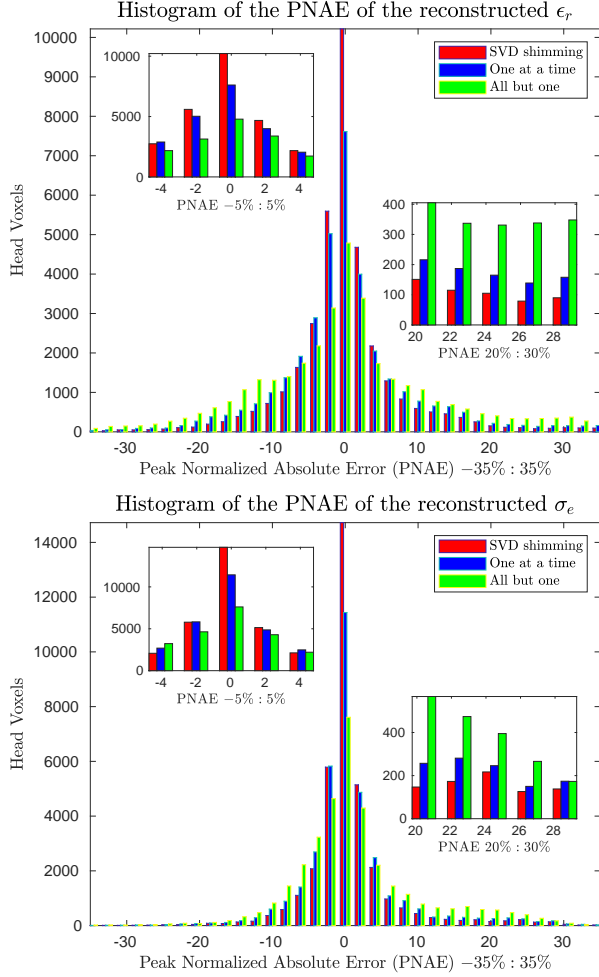 Histogram of the PNAE of the reconstructed ϵr
10000
9000
8000
7000
6000
5000
4000
3000
2000
1000
0
Head Voxels
10000
5000
0
-4 -2 0 2 4
PNAE −5% : 5%
SVD shimming
One at a time
All but one
400
300
200
100
0
20 22 24 26 28
PNAE 20% : 30%
-30 -20 -10 0 10 20 30
Peak Normalized Absolute Error (PNAE) −35% : 35%
Histogram of the PNAE of the reconstructed σe
14000
12000
10000
8000
6000
4000
2000
0
Head Voxels
10000
5000
0
-4 -2 0 2 4
PNAE −5% : 5%
SVD shimming
One at a time
All but one
400
200
0
20 22 24 26 28
PNAE 20% : 30%
-30 -20 -10 0 10 20 30
Peak Normalized Absolute Error (PNAE) −35% : 35%